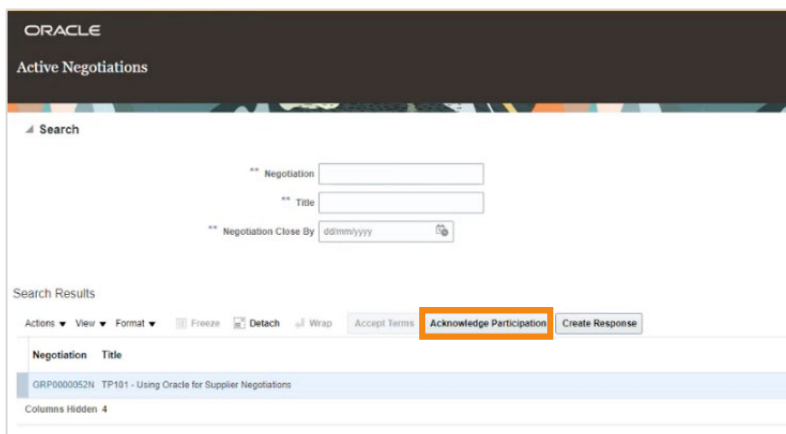 ORACLE
Active Negotiations
Search
** Negotiation
** Title
** Negotiation Close By dd/mm/yyyy
Search Results
Actions View Format Freeze Detach Wrap Accept Terms Acknowledge Participation Create Response
Negotiation Title
GRP0000052N TP101 - Using Oracle for Supplier Negotiations
Columns Hidden 4